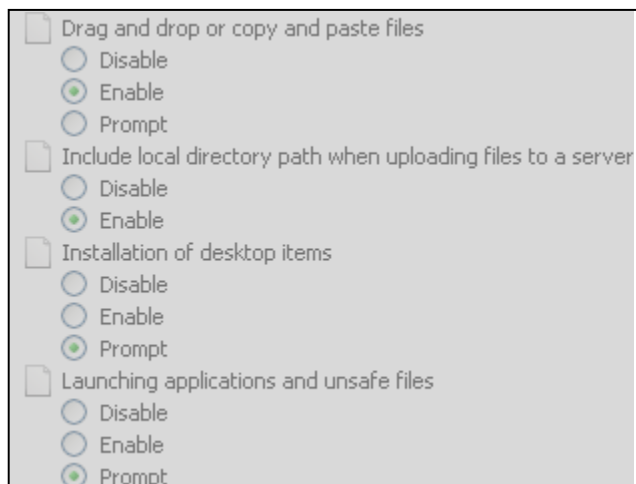 Drag and drop or copy and paste files
Disable
Enable
Prompt
Include local directory path when uploading files to a server
Disable
Enable
Installation of desktop items
Disable
Enable
Prompt
Launching applications and unsafe files
Disable
Enable
Prompt